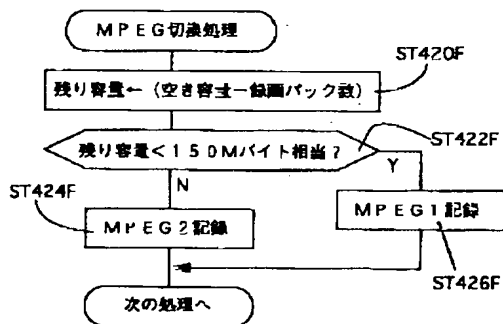 MPEG切換処理
ST420F
残り容量←(空き容量−録画パック数)
ST422F
残り容量<150Mバイト相当?
N
Y
ST424F
MPEG2記録
MPEG1記録
ST426F
次の処理へ